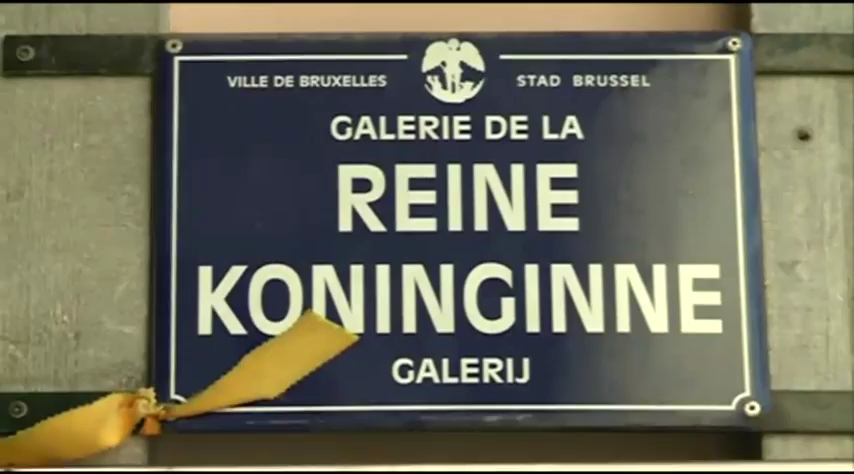 VILLE DE BRUXELLES STAD BRUSSEL
GALERIE DE LA
REINE
KONINGINNE
GALERIJ